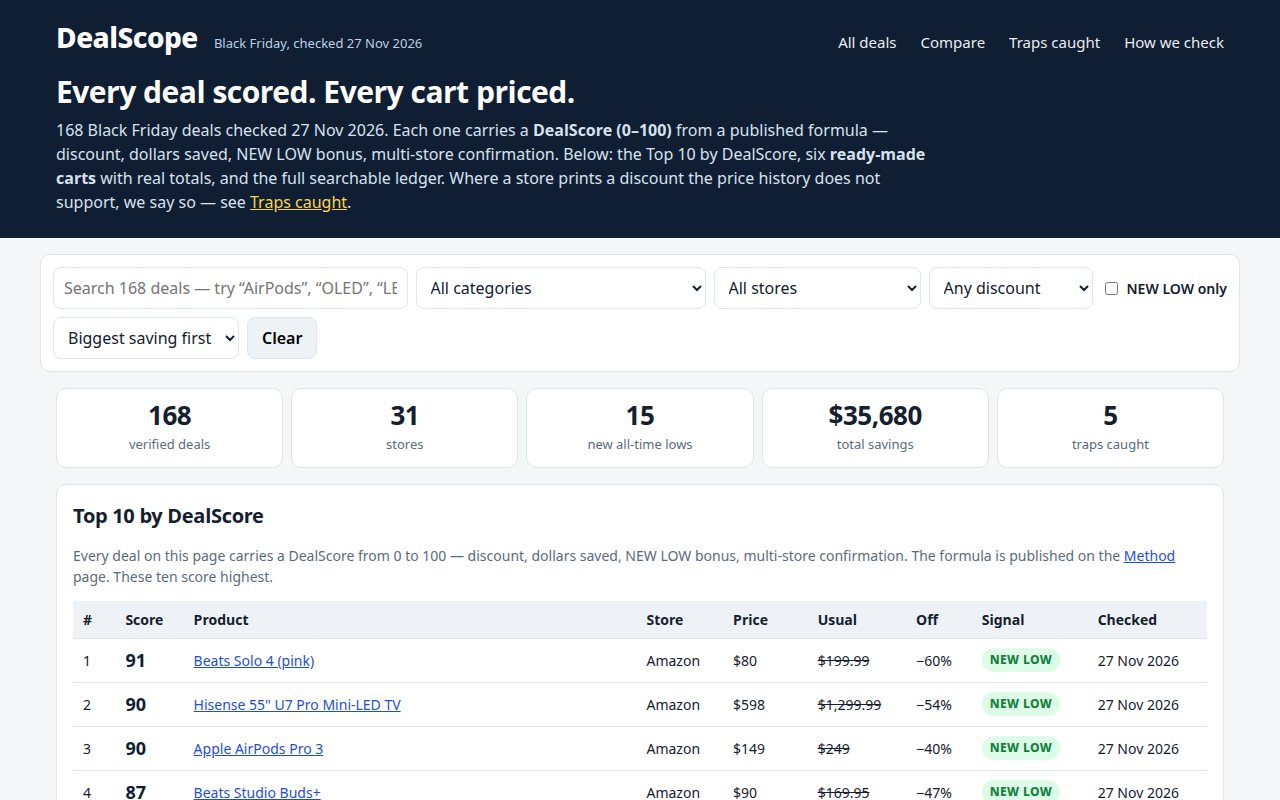 DealScope Black Friday, checked 27 Nov 2026 All deals Compare Traps caught How we check
Every deal scored. Every cart priced.
168 Black Friday deals checked 27 Nov 2026. Each one carries a DealScore (0–100) from a published formula —
discount, dollars saved, NEW LOW bonus, multi-store confirmation. Below: the Top 10 by DealScore, six ready-made
carts with real totals, and the full searchable ledger. Where a store prints a discount the price history does not
support, we say so — see Traps caught.
Search 168 deals — try “AirPods”, “OLED”, “LE All categories All stores Any discount NEW LOW only
Biggest saving first Clear
168 31 15 $35,680 5
verified deals stores new all-time lows total savings traps caught
Top 10 by DealScore
Every deal on this page carries a DealScore from 0 to 100 — discount, dollars saved, NEW LOW bonus, multi-store confirmation. The formula is published on the Method
page. These ten score highest.
# Score Product Store Price Usual Off Signal Checked
1 91 Beats Solo 4 (pink) Amazon $80 $199.99 −60% NEW LOW 27 Nov 2026
2 90 Hisense 55" U7 Pro Mini-LED TV Amazon $598 $1,299.99 −54% NEW LOW 27 Nov 2026
3 90 Apple AirPods Pro 3 Amazon $149 $249 −40% NEW LOW 27 Nov 2026
4 87 Beats Studio Buds+ Amazon $90 $169.95 −47% NEW LOW 27 Nov 2026